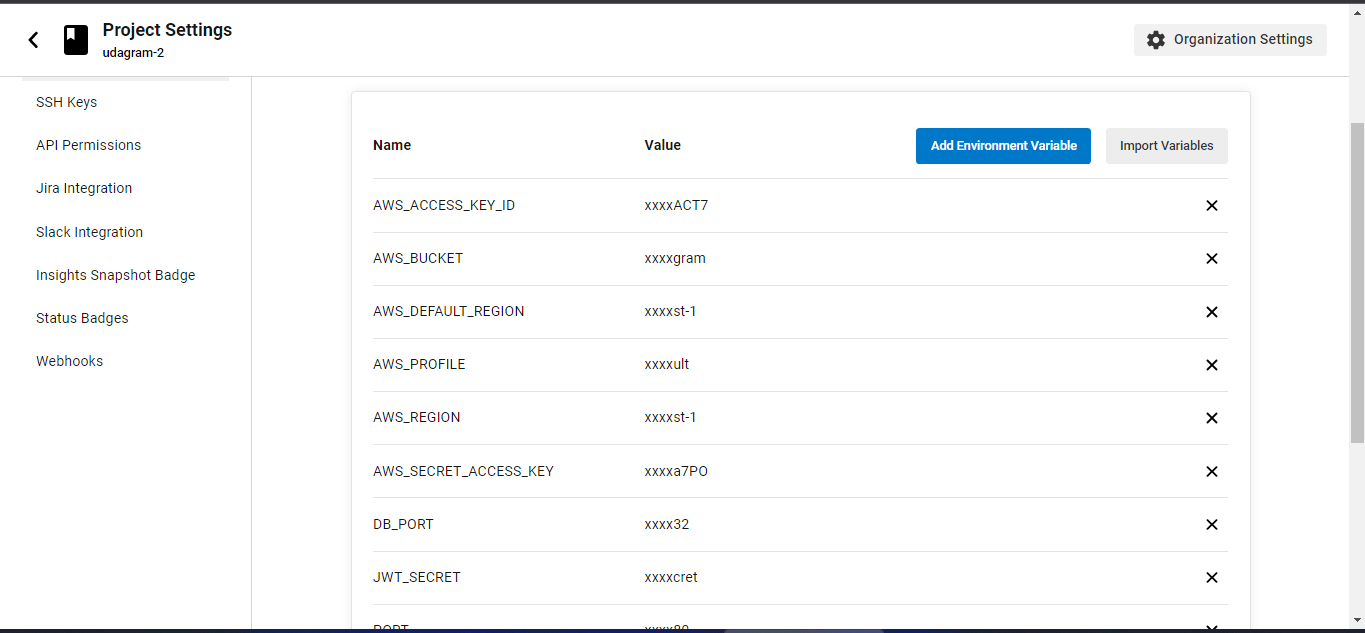 Project Settings
udagram-2
Organization Settings
SSH Keys
API Permissions
Jira Integration
Slack Integration
Insights Snapshot Badge
Status Badges
Webhooks
Name Value Add Environment Variable Import Variables
AWS_ACCESS_KEY_ID xxxxACT7
AWS_BUCKET xxxxgram
AWS_DEFAULT_REGION xxxxst-1
AWS_PROFILE xxxxult
AWS_REGION xxxxst-1
AWS_SECRET_ACCESS_KEY xxxxa7PO
DB_PORT xxxx32
JWT_SECRET xxxxcret
PORT xxxx80